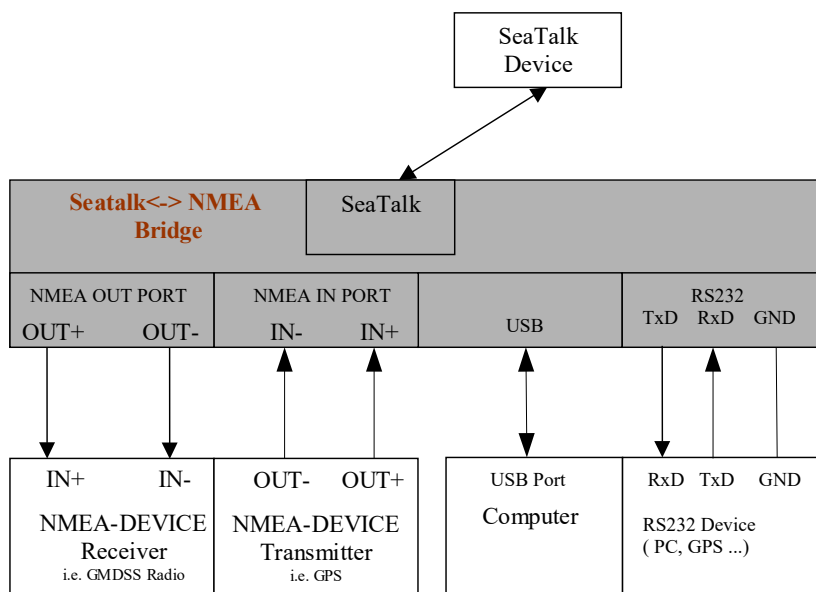 SeaTalk
Device
Seatalk<-> NMEA
Bridge
SeaTalk
NMEA OUT PORT
OUT+ OUT-
NMEA IN PORT
IN- IN+
USB
RS232
TxD RxD GND
IN+ IN-
NMEA-DEVICE
Receiver
i.e. GMDSS Radio
OUT- OUT+
NMEA-DEVICE
Transmitter
i.e. GPS
USB Port
Computer
RxD TxD GND
RS232 Device
( PC, GPS ...)